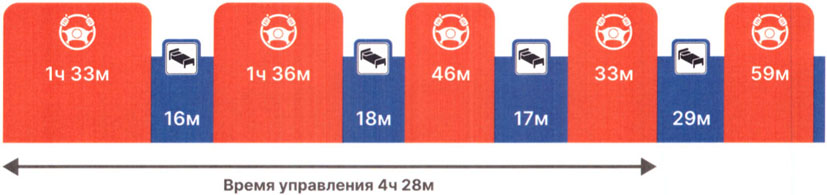 1ч 33м 1ч 36м 46м 33м 59м
16м 18м 17м 29м
Время управления 4ч 28м